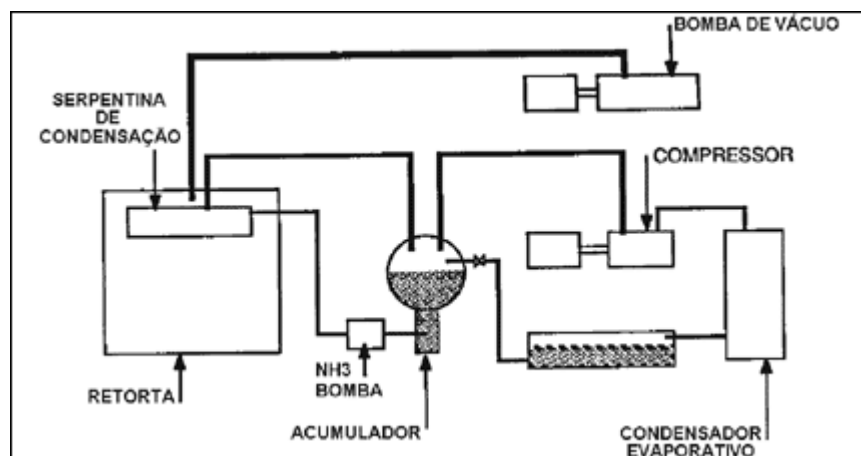 BOMBA DE VÁCUO
SERPENTINA
DE
CONDENSAÇÃO
COMPRESSOR
NH3
BOMBA
RETORTA
ACUMULADOR
CONDENSADOR
EVAPORATIVO